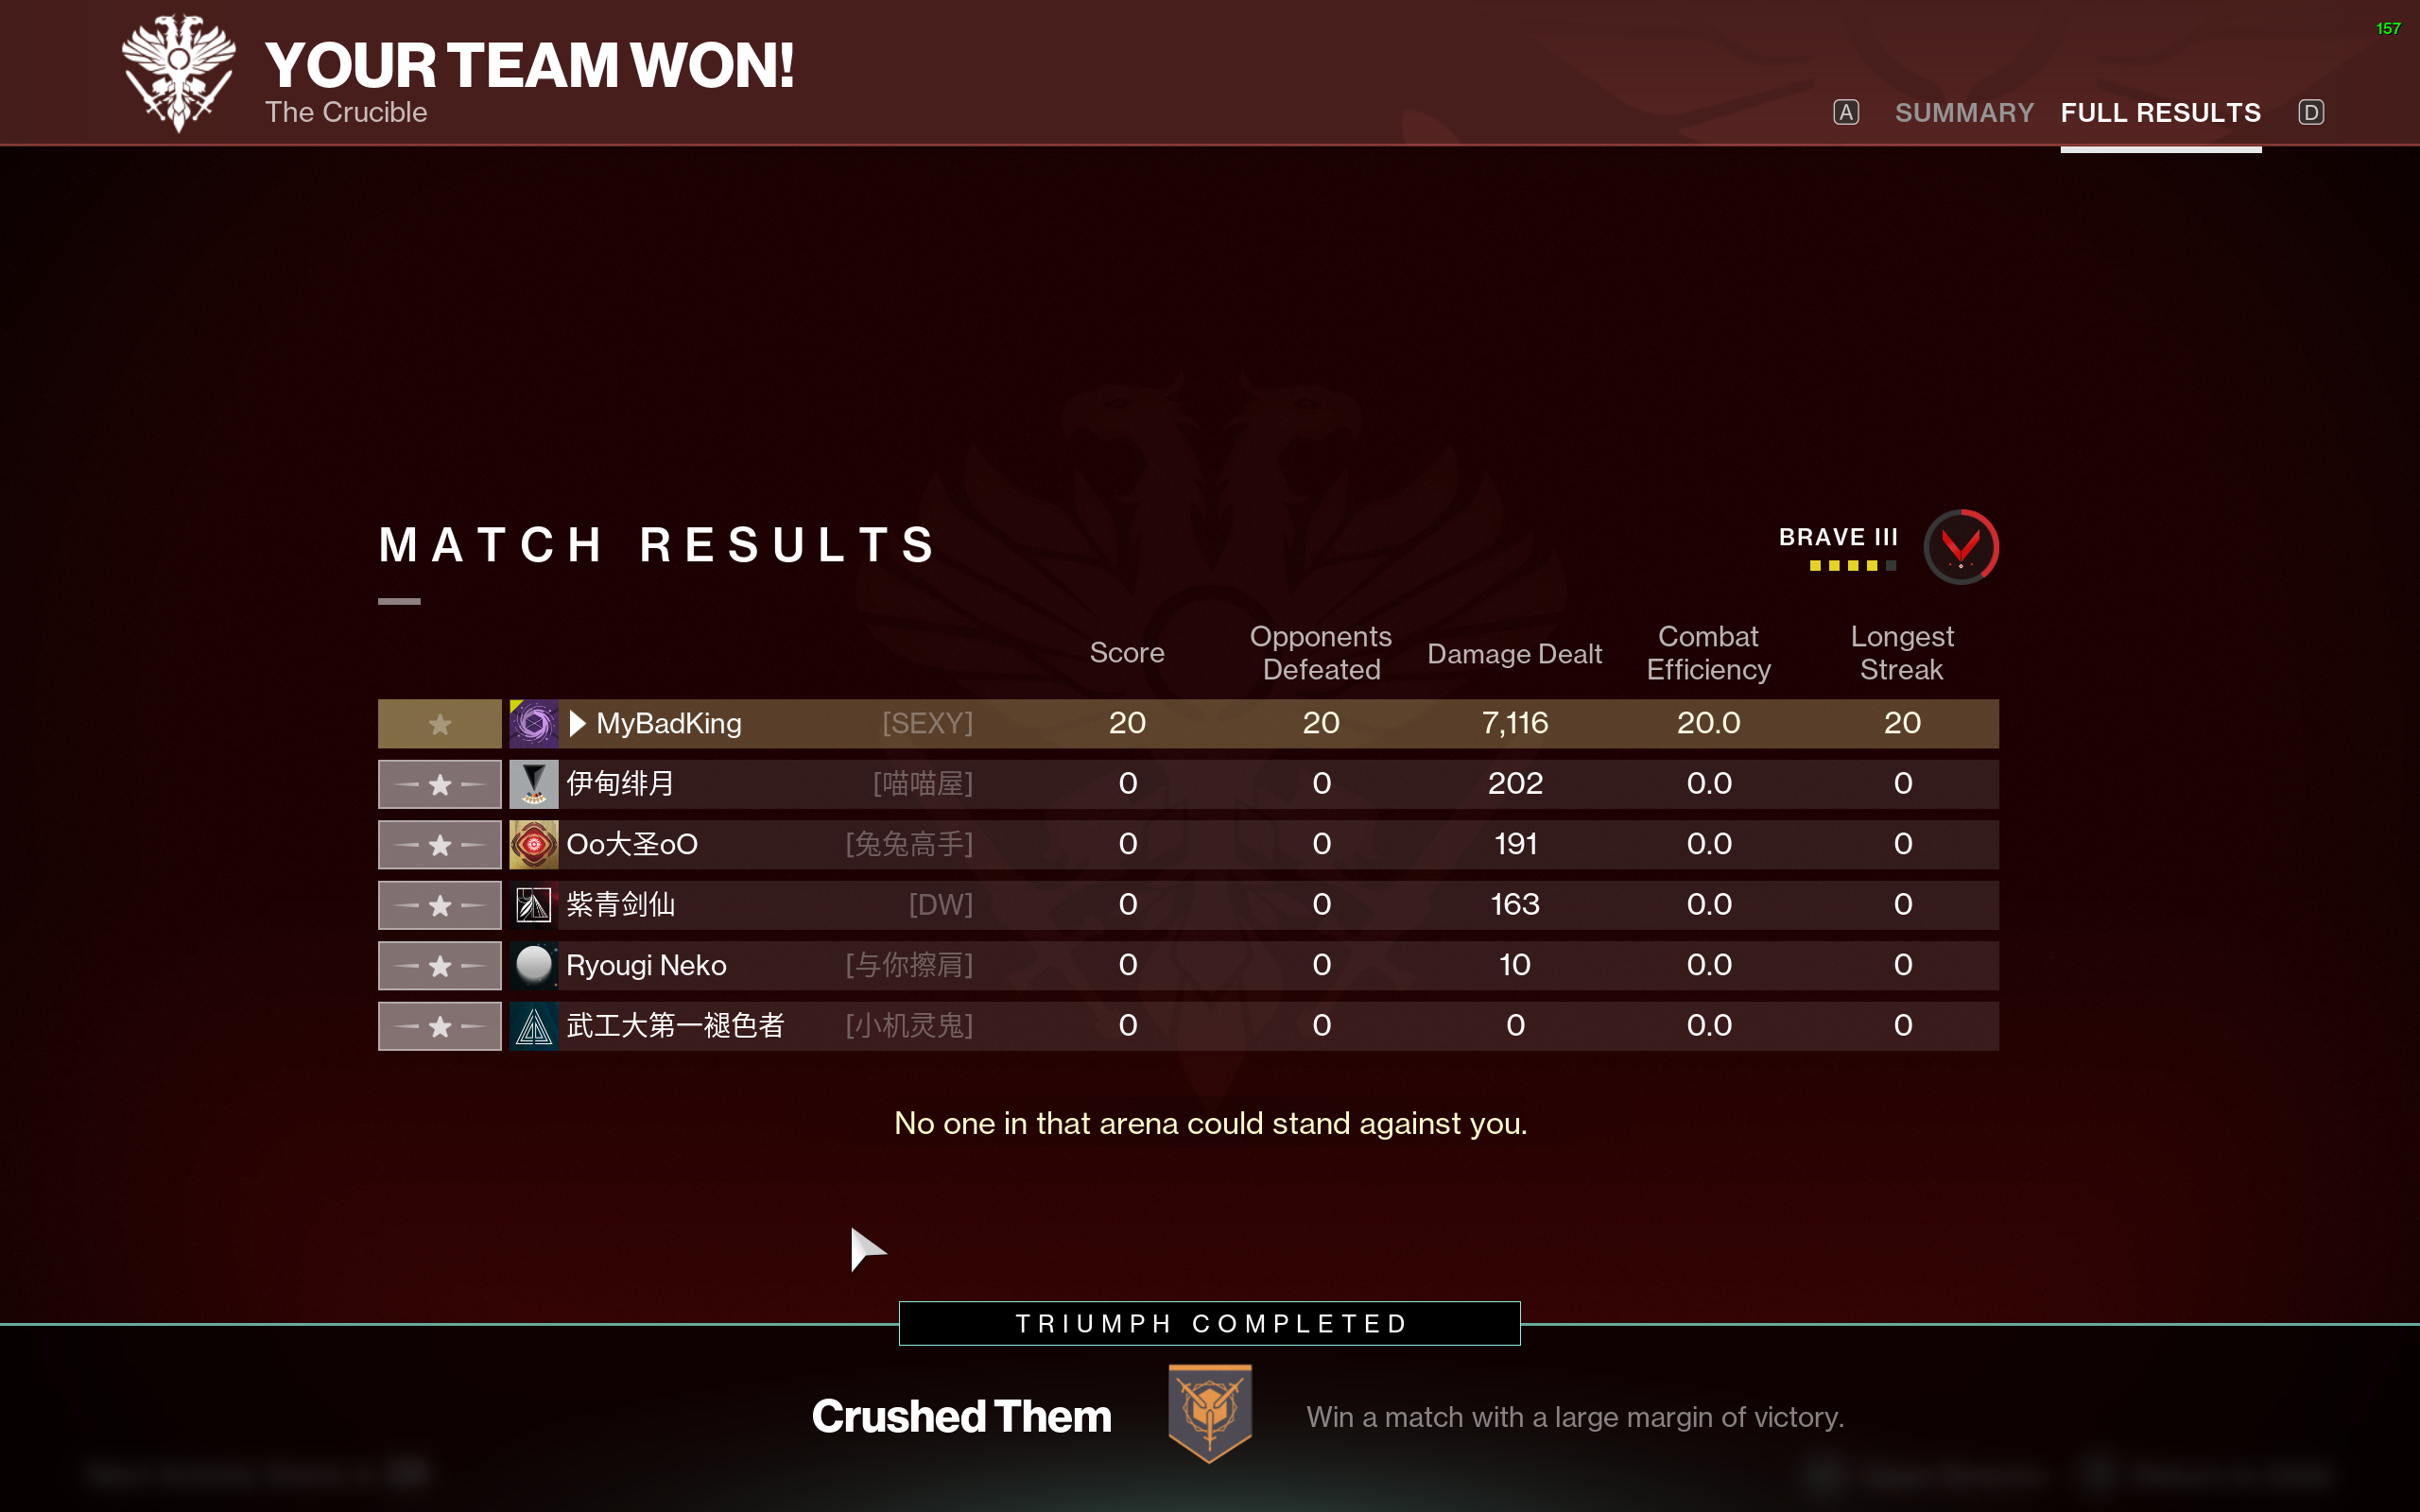 157
YOUR TEAM WON!
The Crucible
A SUMMARY FULL RESULTS D
MATCH RESULTS
BRAVE III
Score Opponents Defeated Damage Dealt Combat Efficiency Longest Streak
MyBadKing [SEXY] 20 20 7,116 20.0 20
伊甸绯月 [喵喵屋] 0 0 202 0.0 0
Oo大圣oO [兔兔高手] 0 0 191 0.0 0
紫青剑仙 [DW] 0 0 163 0.0 0
Ryougi Neko [与你擦肩] 0 0 10 0.0 0
武工大第一褪色者 [小机灵鬼] 0 0 0 0.0 0
No one in that arena could stand against you.
TRIUMPH COMPLETED
Crushed Them Win a match with a large margin of victory.